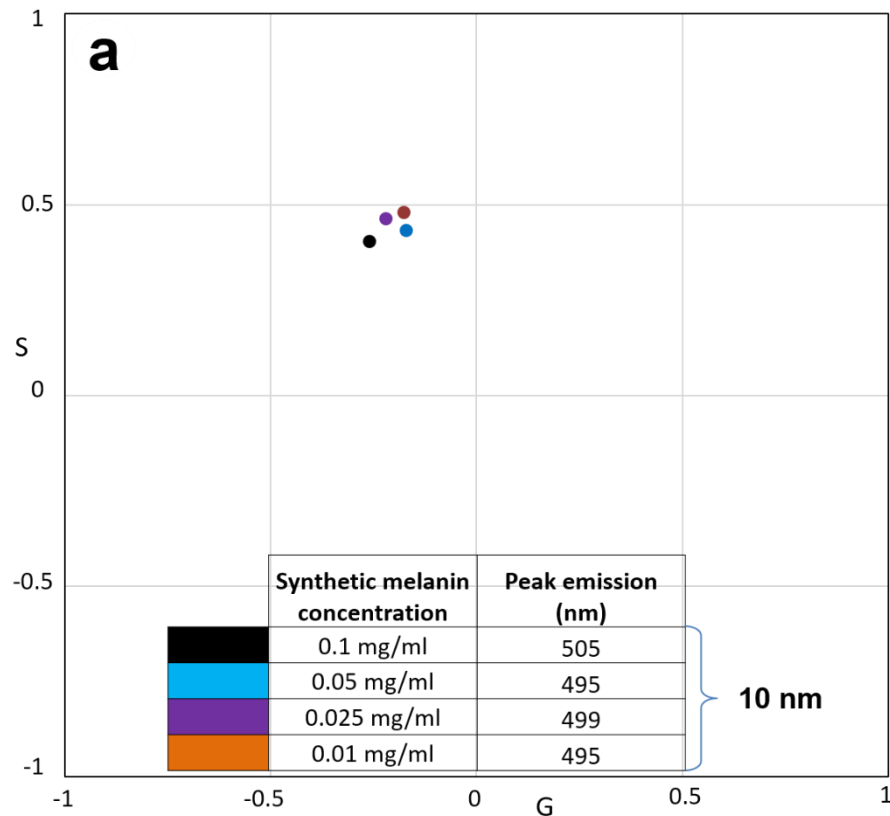 a
1
0.5
S
0
-0.5
-1
Synthetic melanin concentration Peak emission (nm)
0.1 mg/ml 505
0.05 mg/ml 495
0.025 mg/ml 499
0.01 mg/ml 495
10 nm
-1 -0.5 0 0.5 1
G